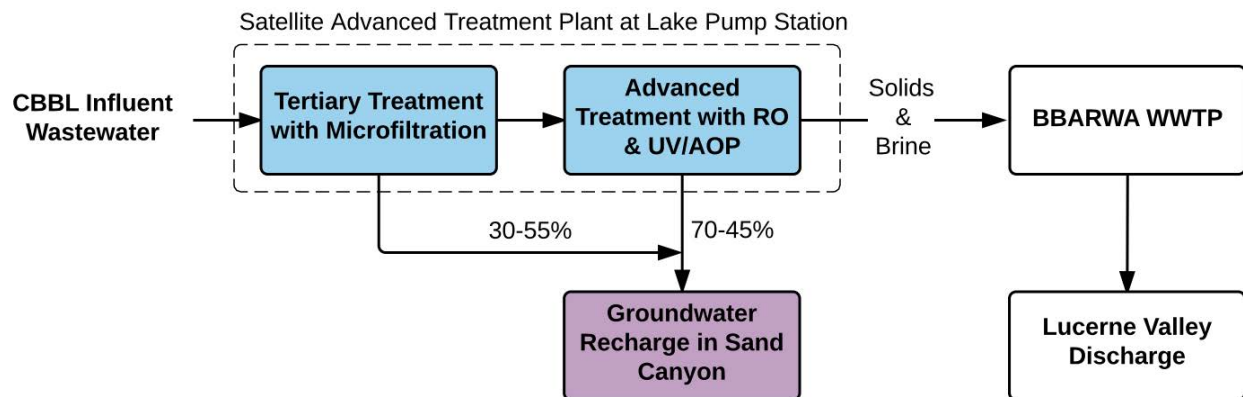 Satellite Advanced Treatment Plant at Lake Pump Station
CBBL Influent
Wastewater
Tertiary Treatment
with Microfiltration
Advanced
Treatment with RO
& UV/AOP
Solids
&
Brine
BBARWA WWTP
30-55%
70-45%
Groundwater
Recharge in Sand
Canyon
Lucerne Valley
Discharge